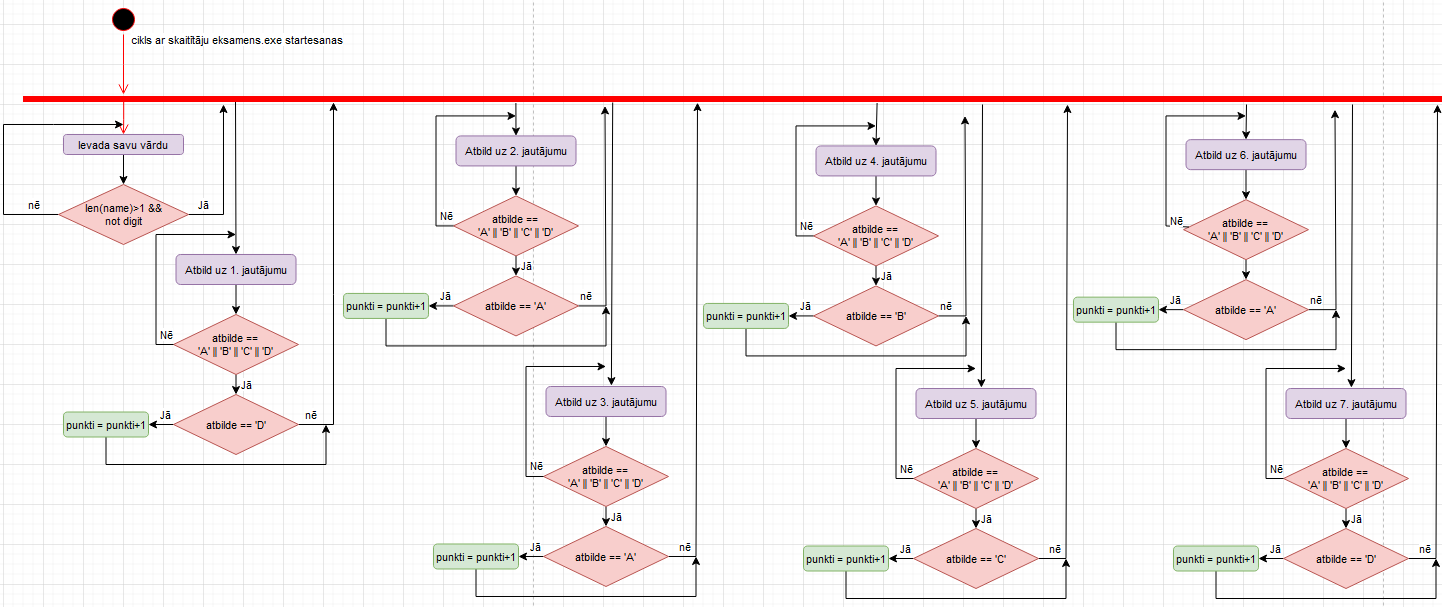 cikls ar skaitītāju eksamens.exe startesanas
Ievada savu vārdu
nē
len(name)>1 &&
not digit
Jā
Atbild uz 1. jautājumu
Nē
atbilde ==
'A' || 'B' || 'C' || 'D'
Jā
punkti = punkti+1
Jā
atbilde == 'D'
nē
Atbild uz 2. jautājumu
Nē
atbilde ==
'A' || 'B' || 'C' || 'D'
Jā
punkti = punkti+1
Jā
atbilde == 'A'
nē
Atbild uz 3. jautājumu
Nē
atbilde ==
'A' || 'B' || 'C' || 'D'
Jā
punkti = punkti+1
Jā
atbilde == 'A'
nē
Atbild uz 4. jautājumu
Nē
atbilde ==
'A' || 'B' || 'C' || 'D'
Jā
punkti = punkti+1
Jā
atbilde == 'B'
nē
Atbild uz 5. jautājumu
Nē
atbilde ==
'A' || 'B' || 'C' || 'D'
Jā
punkti = punkti+1
Jā
atbilde == 'C'
nē
Atbild uz 6. jautājumu
Nē
atbilde ==
'A' || 'B' || 'C' || 'D'
punkti = punkti+1
Jā
atbilde == 'A'
nē
Atbild uz 7. jautājumu
Nē
atbilde ==
'A' || 'B' || 'C' || 'D'
Jā
punkti = punkti+1
Jā
atbilde == 'D'
nē